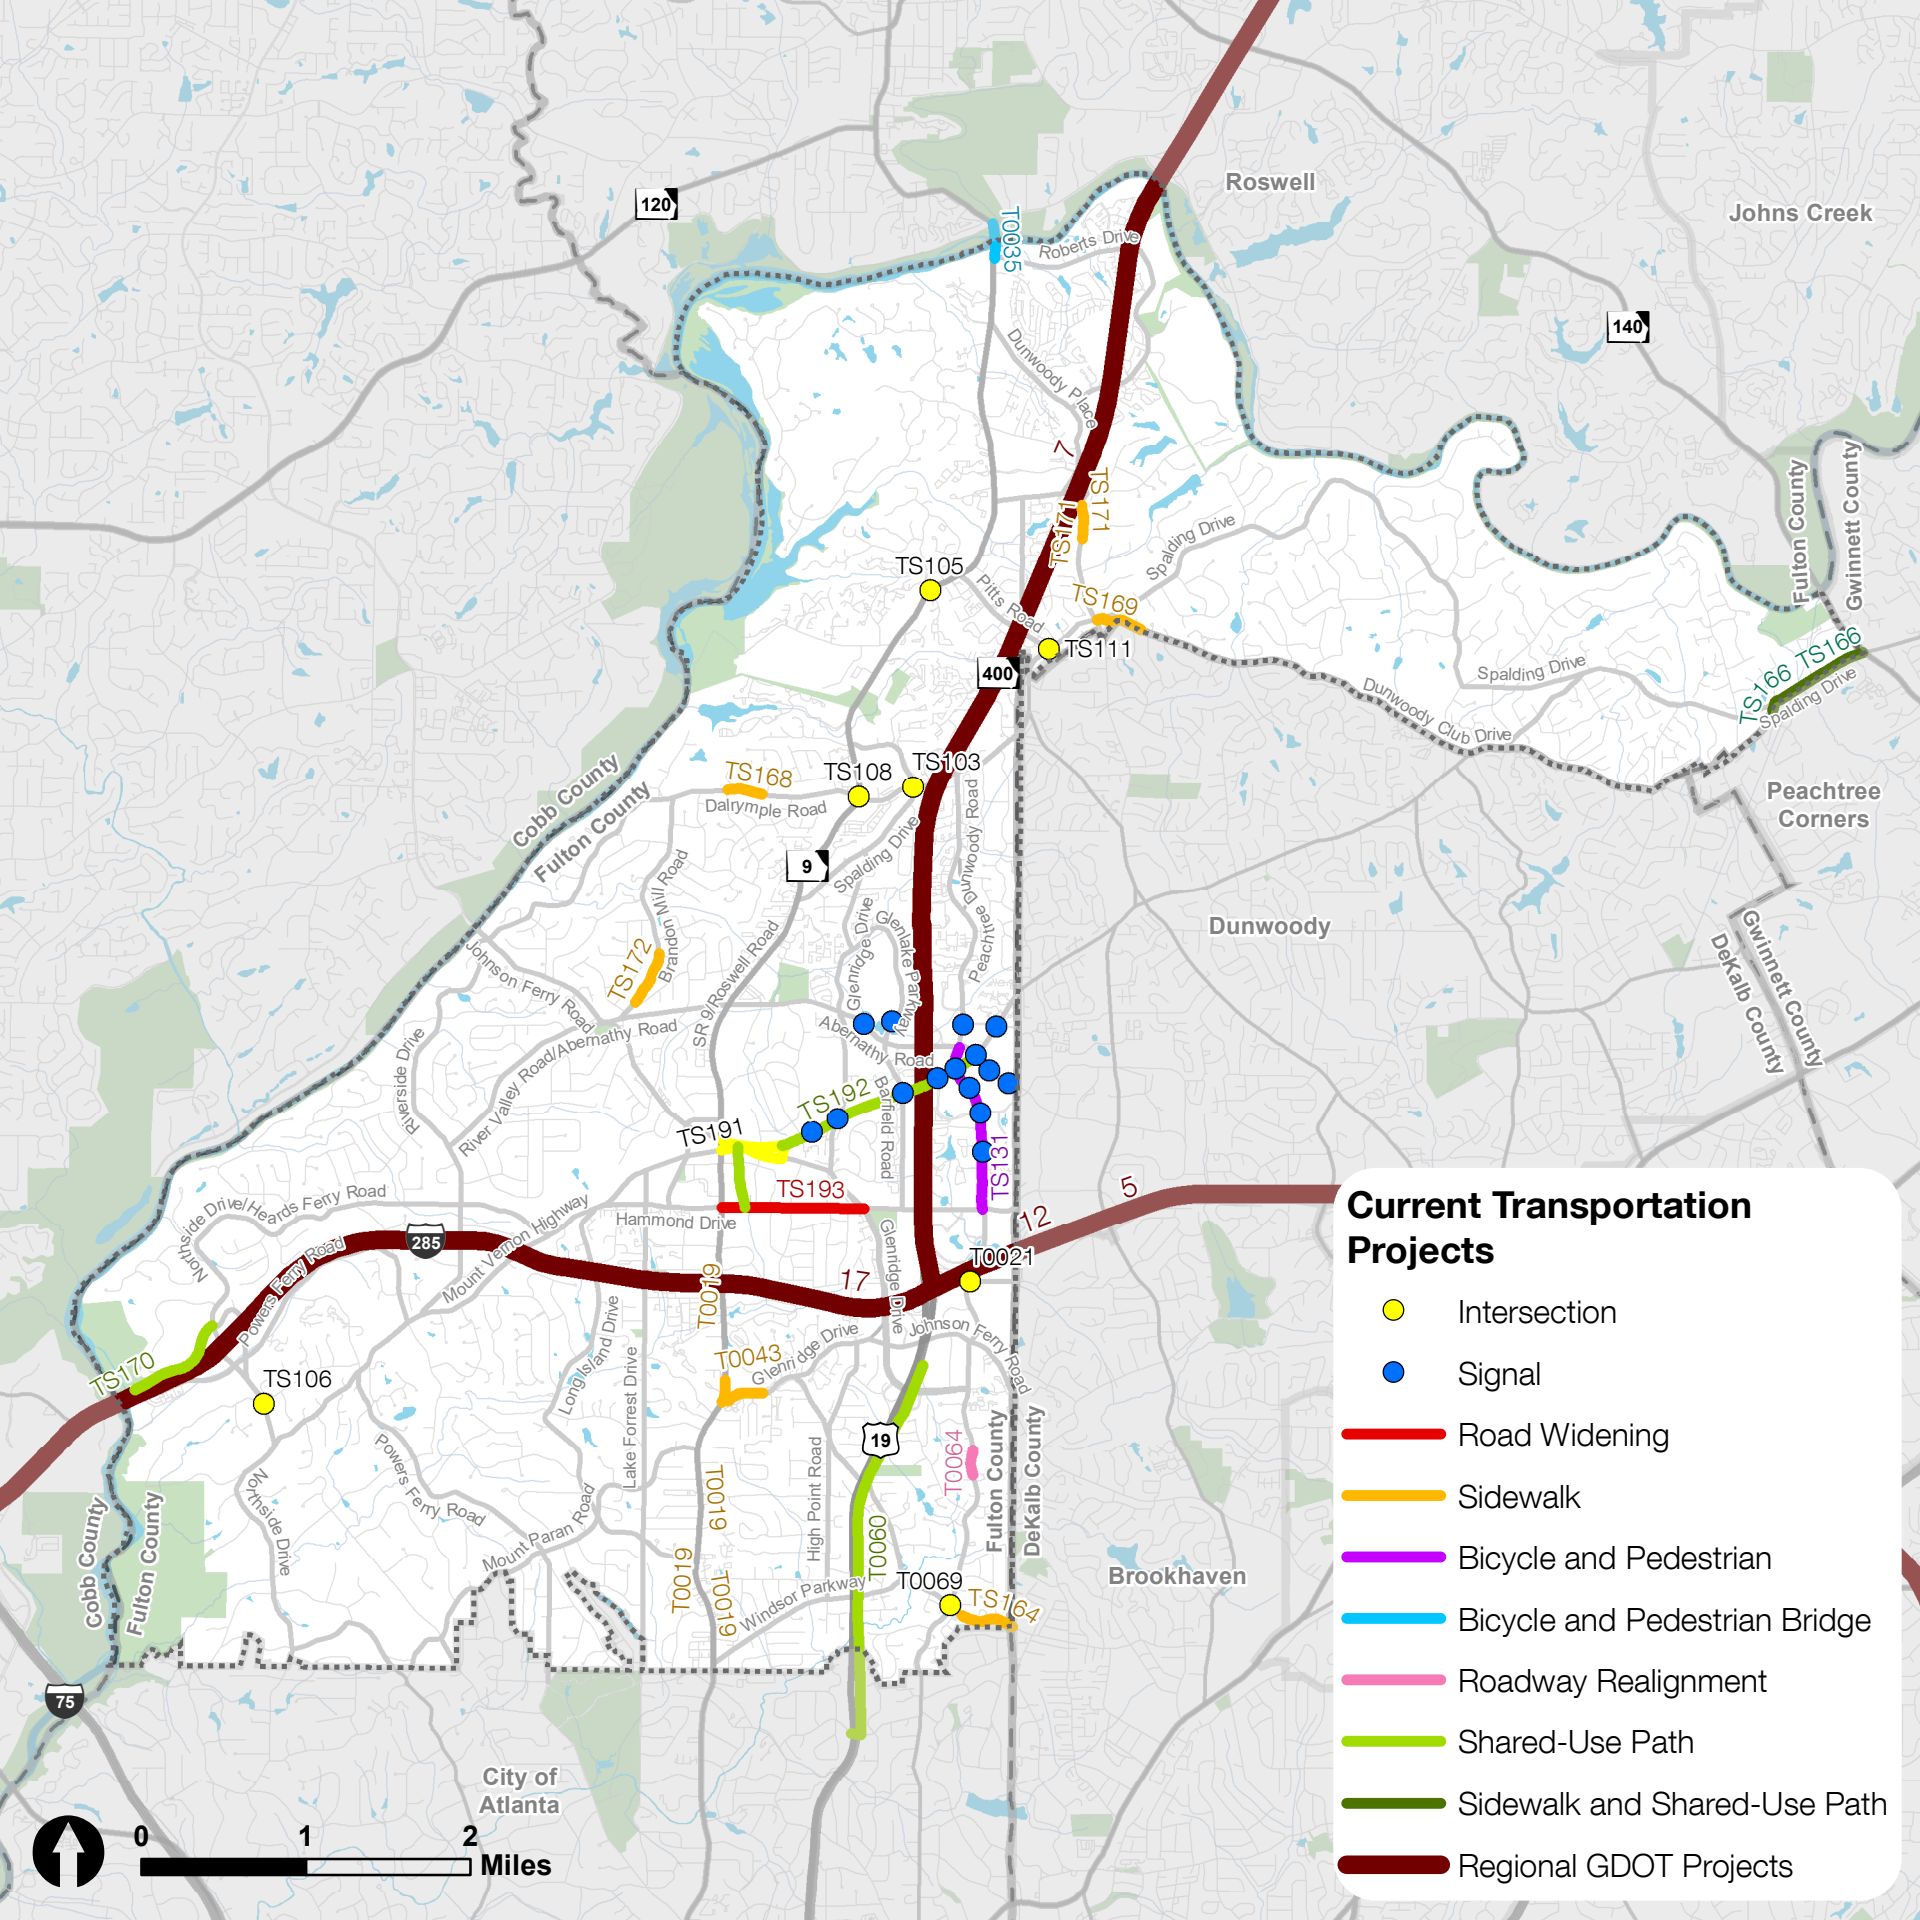 Roswell
Johns Creek
120
T0035
Roberts Drive
140
Dunwoody Place
7
TS171
TS171
Spalding Drive
Fulton County
Gwinnett County
TS105
Pitts Road
TS169
TS111
400
TS166
TS166
Spalding Drive
Spalding Drive
Dunwoody Club Drive
Cobb County
Fulton County
TS168
TS108
TS103
Dalrymple Road
Peachtree
Corners
9
Spalding Drive
Peachtree Dunwoody Road
Brandon Mill Road
Glenridge Drive
Glenlake Parkway
Dunwoody
TS172
Johnson Ferry Road
SR 9/Roswell Road
Gwinnett County
DeKalb County
River Valley Road/Abernathy Road
Abernathy Road
Riverside Drive
TS192
Barfield Road
TS191
TS131
TS193
Hammond Drive
5
12
Northside Drive/Heards Ferry Road
285
Mount Vernon Highway
Powers Ferry Road
T0021
17
T0019
Glenridge Drive
Long Island Drive
Johnson Ferry Road
T0043
Glenridge Drive
TS170
TS106
Lake Forrest Drive
19
Northside Drive
Powers Ferry Road
T0019
High Point Road
T0064
Fulton County
DeKalb County
Mount Paran Road
Cobb County
Fulton County
T0060
T0019
T0019
Windsor Parkway
T0069
TS164
Brookhaven
75
City of
Atlanta
0 1 2
Miles
Current Transportation
Projects
Intersection
Signal
Road Widening
Sidewalk
Bicycle and Pedestrian
Bicycle and Pedestrian Bridge
Roadway Realignment
Shared-Use Path
Sidewalk and Shared-Use Path
Regional GDOT Projects